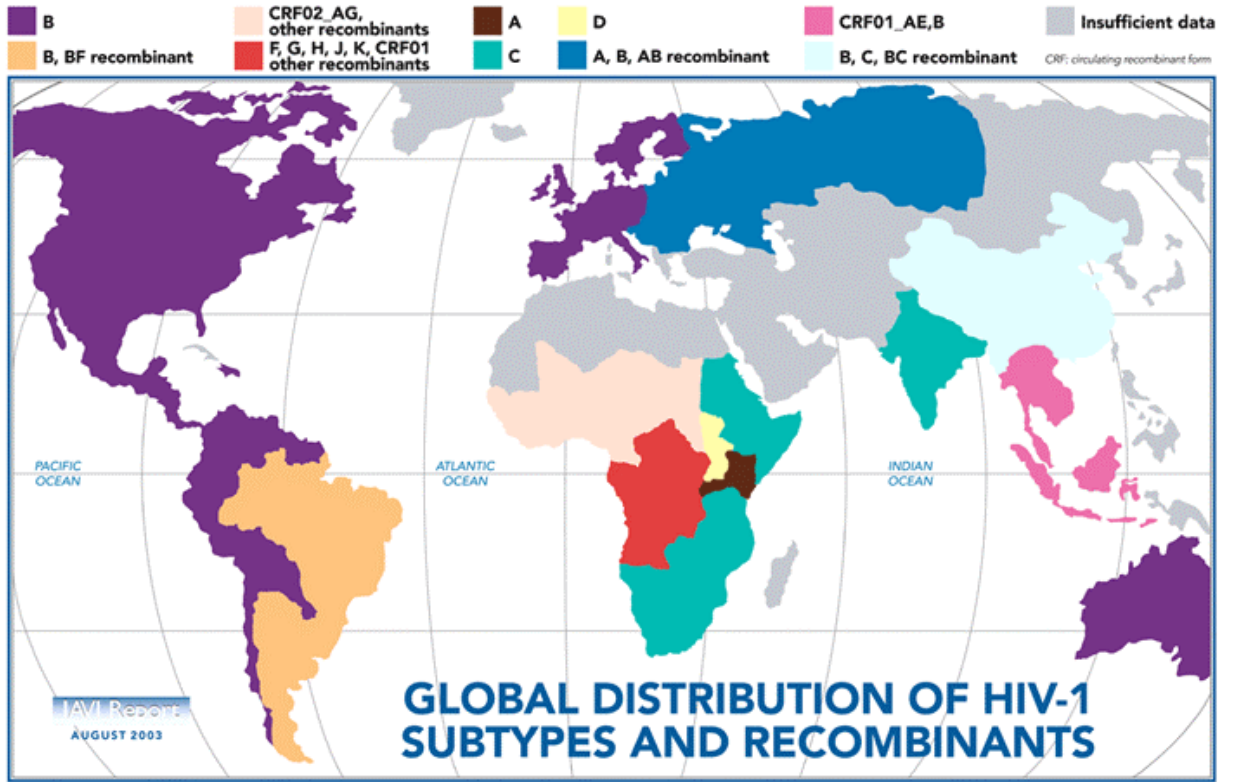 B
B, BF recombinant
CRF02_AG,
other recombinants
F, G, H, J, K, CRF01
other recombinants
A
C
D
A, B, AB recombinant
CRF01_AE,B
B, C, BC recombinant
Insufficient data
CRF: circulating recombinant form
PACIFIC
OCEAN
ATLANTIC
OCEAN
INDIAN
OCEAN
IAVI Report
AUGUST 2003
GLOBAL DISTRIBUTION OF HIV-1
SUBTYPES AND RECOMBINANTS